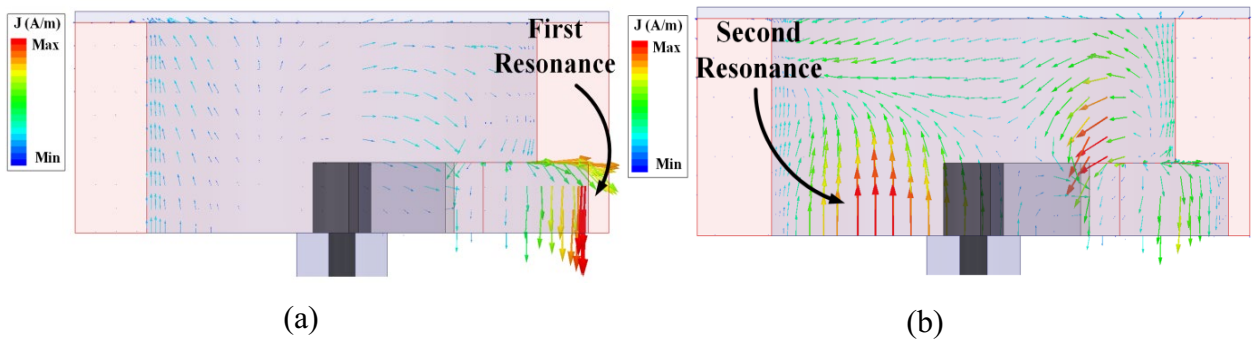 J (A/m)
Max
Min
First
Resonance
(a)
J (A/m)
Max
Min
Second
Resonance
(b)